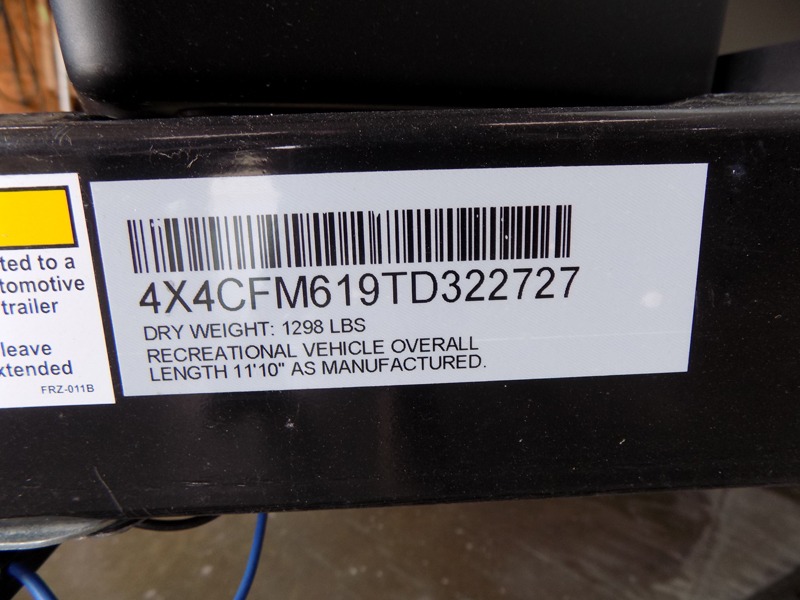 ted to a
tomotive
trailer
leave
xtended
FRZ-011B
4X4CFM619TD322727
DRY WEIGHT: 1298 LBS
RECREATIONAL VEHICLE OVERALL
LENGTH 11'10" AS MANUFACTURED.